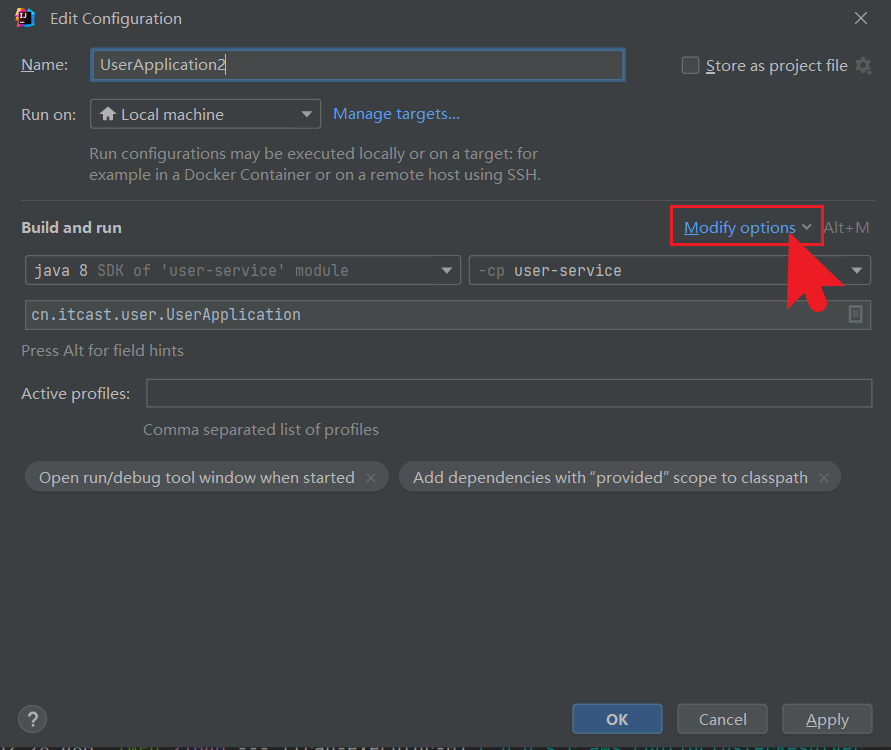 Edit Configuration
Name: UserApplication2 Store as project file
Run on: Local machine Manage targets...
Run configurations may be executed locally or on a target: for
example in a Docker Container or on a remote host using SSH.
Build and run Modify options Alt+M
java 8 SDK of 'user-service' module -cp user-service
cn.itcast.user.UserApplication
Press Alt for field hints
Active profiles:
Comma separated list of profiles
Open run/debug tool window when started Add dependencies with “provided” scope to classpath
? OK Cancel Apply